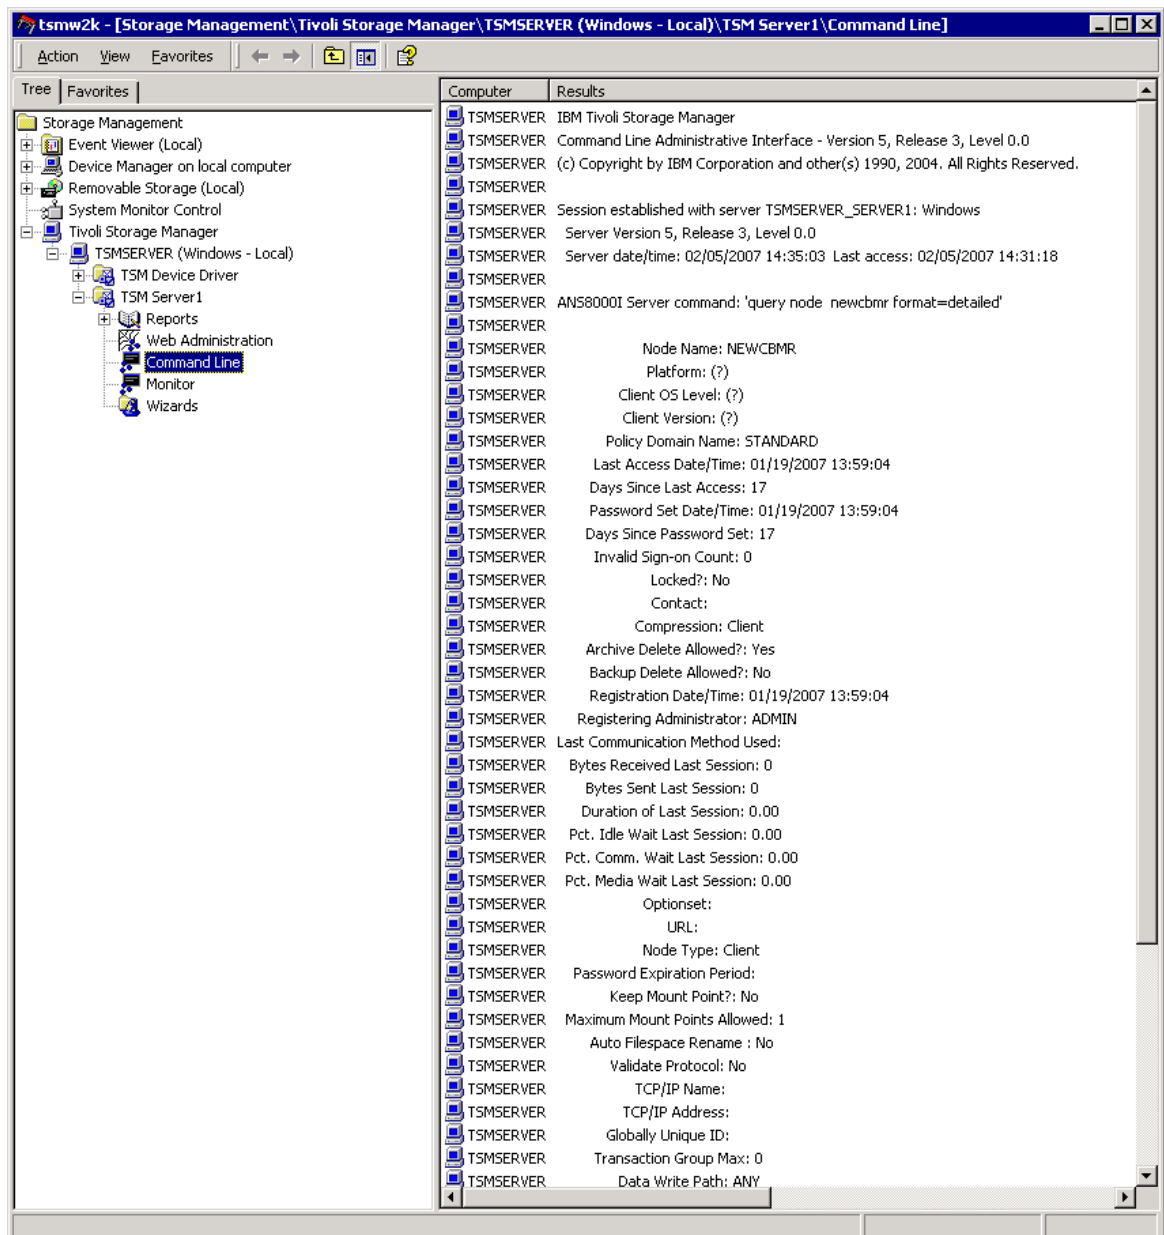 tsmw2k - [Storage Management\Tivoli Storage Manager\TSMSERVER (Windows - Local)\TSM Server1\Command Line]
Action View Favorites
Tree Favorites
Storage Management
Event Viewer (Local)
Device Manager on local computer
Removable Storage (Local)
System Monitor Control
Tivoli Storage Manager
TSMSERVER (Windows - Local)
TSM Device Driver
TSM Server1
Reports
Web Administration
Command Line
Monitor
Wizards
Computer Results
TSMSERVER IBM Tivoli Storage Manager
TSMSERVER Command Line Administrative Interface - Version 5, Release 3, Level 0.0
TSMSERVER (c) Copyright by IBM Corporation and other(s) 1990, 2004. All Rights Reserved.
TSMSERVER
TSMSERVER Session established with server TSMSERVER_SERVER1: Windows
TSMSERVER Server Version 5, Release 3, Level 0.0
TSMSERVER Server date/time: 02/05/2007 14:35:03 Last access: 02/05/2007 14:31:18
TSMSERVER
TSMSERVER ANS8000I Server command: 'query node newcbmr format=detailed'
TSMSERVER
TSMSERVER Node Name: NEWCBMR
TSMSERVER Platform: (?)
TSMSERVER Client OS Level: (?)
TSMSERVER Client Version: (?)
TSMSERVER Policy Domain Name: STANDARD
TSMSERVER Last Access Date/Time: 01/19/2007 13:59:04
TSMSERVER Days Since Last Access: 17
TSMSERVER Password Set Date/Time: 01/19/2007 13:59:04
TSMSERVER Days Since Password Set: 17
TSMSERVER Invalid Sign-on Count: 0
TSMSERVER Locked?: No
TSMSERVER Contact:
TSMSERVER Compression: Client
TSMSERVER Archive Delete Allowed?: Yes
TSMSERVER Backup Delete Allowed?: No
TSMSERVER Registration Date/Time: 01/19/2007 13:59:04
TSMSERVER Registering Administrator: ADMIN
TSMSERVER Last Communication Method Used:
TSMSERVER Bytes Received Last Session: 0
TSMSERVER Bytes Sent Last Session: 0
TSMSERVER Duration of Last Session: 0.00
TSMSERVER Pct. Idle Wait Last Session: 0.00
TSMSERVER Pct. Comm. Wait Last Session: 0.00
TSMSERVER Pct. Media Wait Last Session: 0.00
TSMSERVER Optionset:
TSMSERVER URL:
TSMSERVER Node Type: Client
TSMSERVER Password Expiration Period:
TSMSERVER Keep Mount Point?: No
TSMSERVER Maximum Mount Points Allowed: 1
TSMSERVER Auto Filespace Rename : No
TSMSERVER Validate Protocol: No
TSMSERVER TCP/IP Name:
TSMSERVER TCP/IP Address:
TSMSERVER Globally Unique ID:
TSMSERVER Transaction Group Max: 0
TSMSERVER Data Write Path: ANY